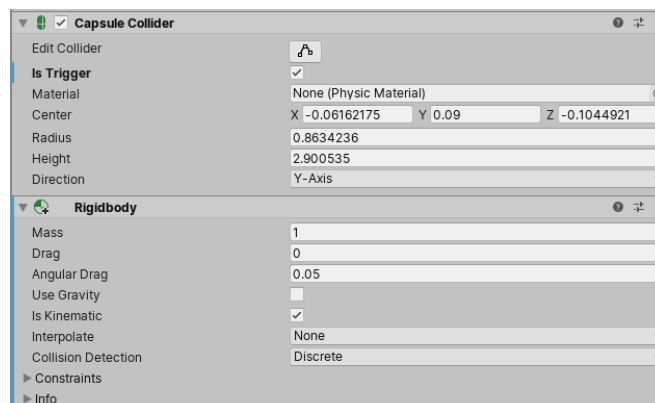 Capsule Collider
Edit Collider
Is Trigger
Material None (Physic Material)
Center X -0.06162175 Y 0.09 Z -0.1044921
Radius 0.8634236
Height 2.900535
Direction Y-Axis
Rigidbody
Mass 1
Drag 0
Angular Drag 0.05
Use Gravity
Is Kinematic
Interpolate None
Collision Detection Discrete
Constraints
Info